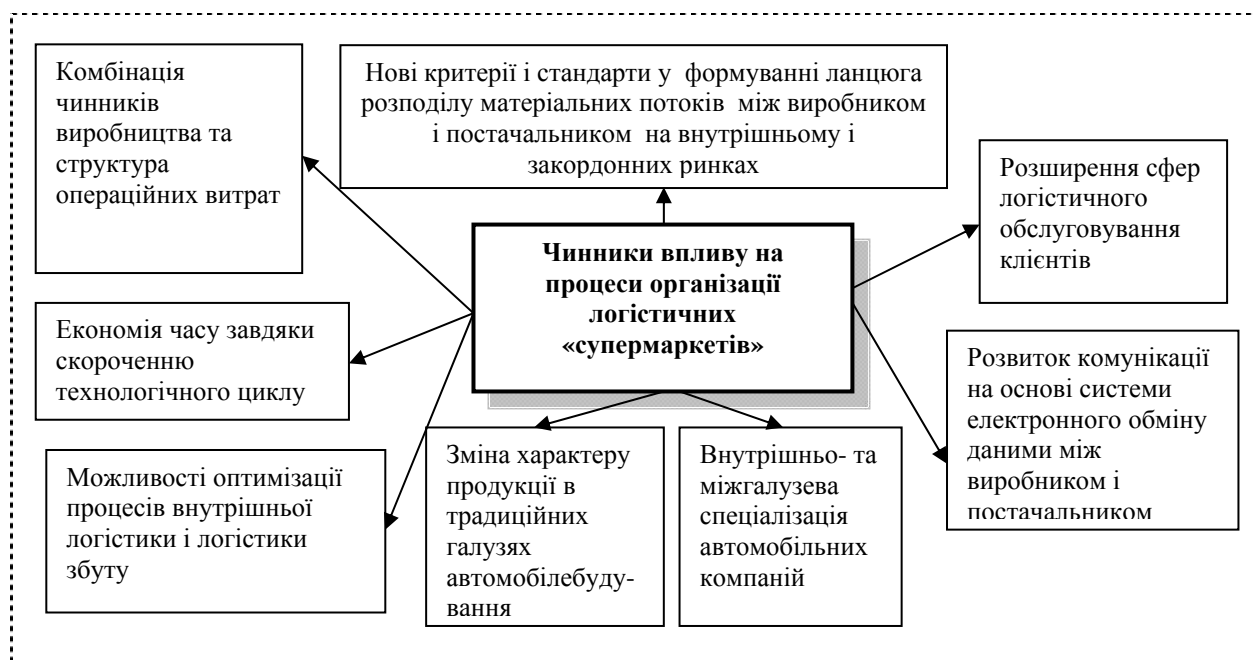 Комбінація
чинників
виробництва та
структура
операційних витрат
Нові критерії і стандарти у формуванні ланцюга
розподілу матеріальних потоків між виробником
і постачальником на внутрішньому і
закордонних ринках
Розширення сфер
логістичного
обслуговування
клієнтів
Чинники впливу на
процеси організації
логістичних
«супермаркетів»
Економія часу завдяки
скороченню
технологічного циклу
Розвиток комунікації
на основі системи
електронного обміну
даними між
виробником і
постачальником
Можливості оптимізації
процесів внутрішньої
логістики і логістики
збуту
Зміна характеру
продукції в
традиційних
галузях
автомобілебуду-
вання
Внутрішньо- та
міжгалузева
спеціалізація
автомобільних
компаній